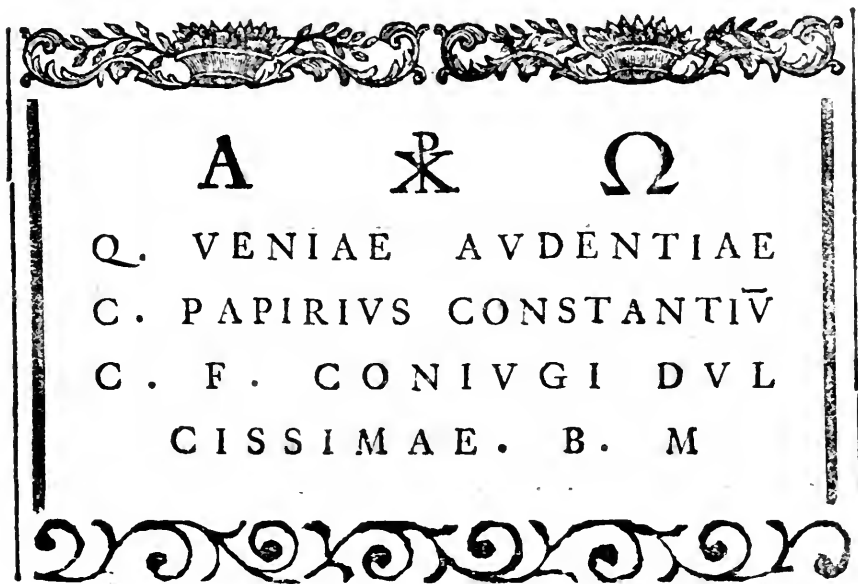 Α ☧ Ω
Q. VENIAE AVDENTIAE
C. PAPIRIVS CONSTANTIV̅
C. F. CONIVGI DVL
CISSIMAE. B. M